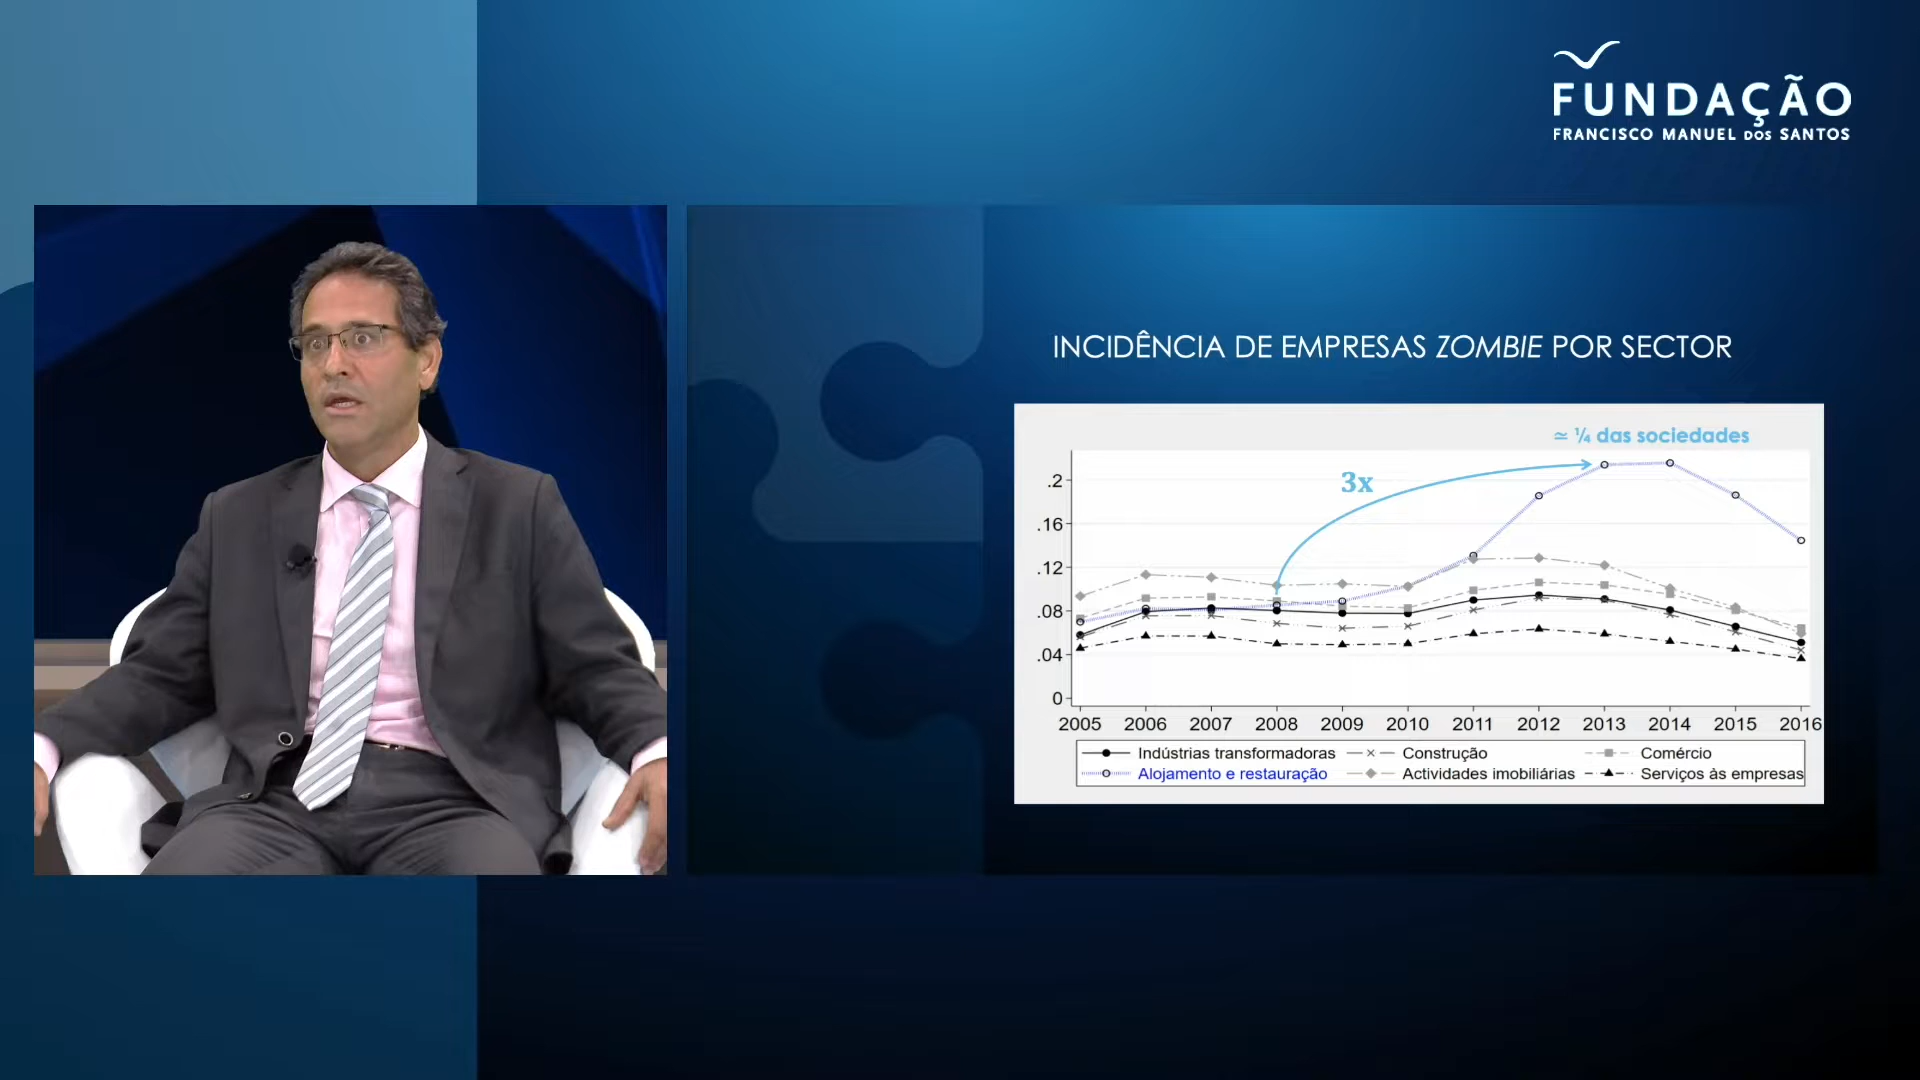 FUNDAÇÃO
FRANCISCO MANUEL DOS SANTOS
INCIDÊNCIA DE EMPRESAS ZOMBIE POR SECTOR
≃ ¼ das sociedades
3x
.2
.16
.12
.08
.04
0
2005 2006 2007 2008 2009 2010 2011 2012 2013 2014 2015 2016
Indústrias transformadoras Construção Comércio
Alojamento e restauração Actividades imobiliárias Serviços às empresas